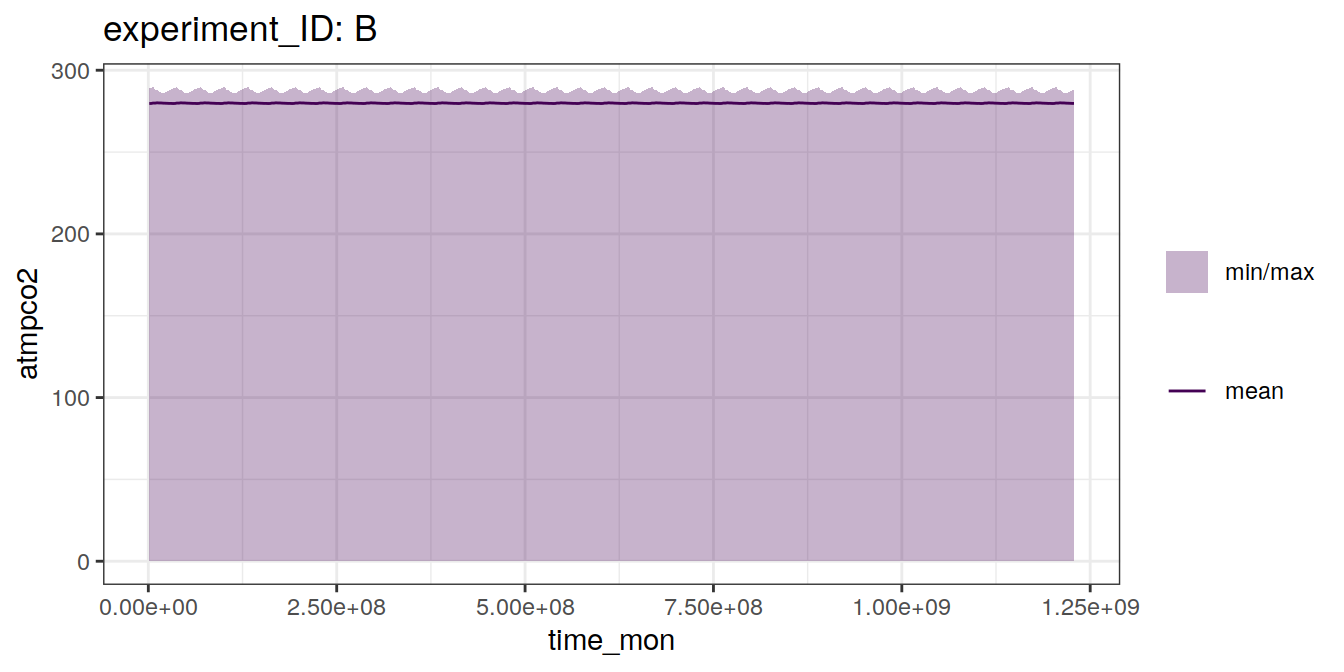 experiment_ID: B
300
200
100
0
atmpco2
0.00e+00 2.50e+08 5.00e+08 7.50e+08 1.00e+09 1.25e+09
time_mon
min/max
mean